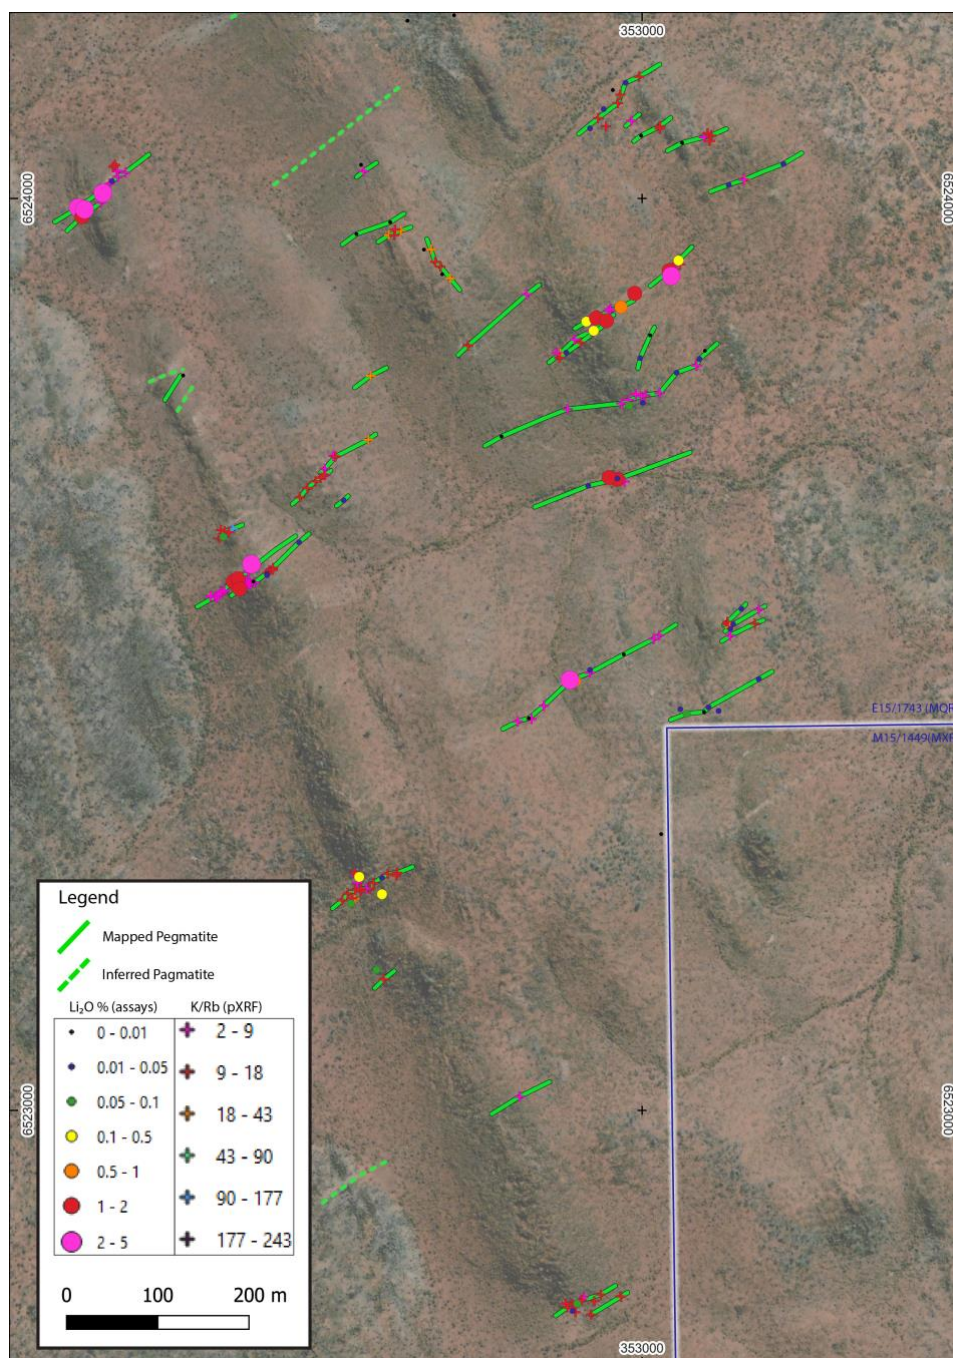 353000
6524000
6524000
E15/1743 (MQR
M15/1449(MXR
Legend
Mapped Pegmatite
Inferred Pagmatite
Li₂O % (assays) K/Rb (pXRF)
0 - 0.01 2 - 9
0.01 - 0.05 9 - 18
0.05 - 0.1 18 - 43
0.1 - 0.5 43 - 90
0.5 - 1 90 - 177
1 - 2 177 - 243
2 - 5
6523000
6523000
0 100 200 m
353000